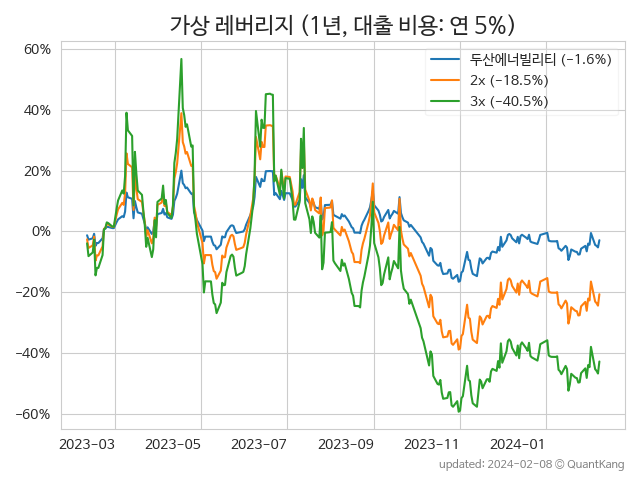 가상 레버리지 (1년, 대출 비용: 연 5%)
60%
40%
20%
0%
−20%
−40%
−60%
두산에너빌리티 (−1.6%)
2x (−18.5%)
3x (−40.5%)
2023-03
2023-05
2023-07
2023-09
2023-11
2024-01
updated: 2024-02-08 © QuantKang